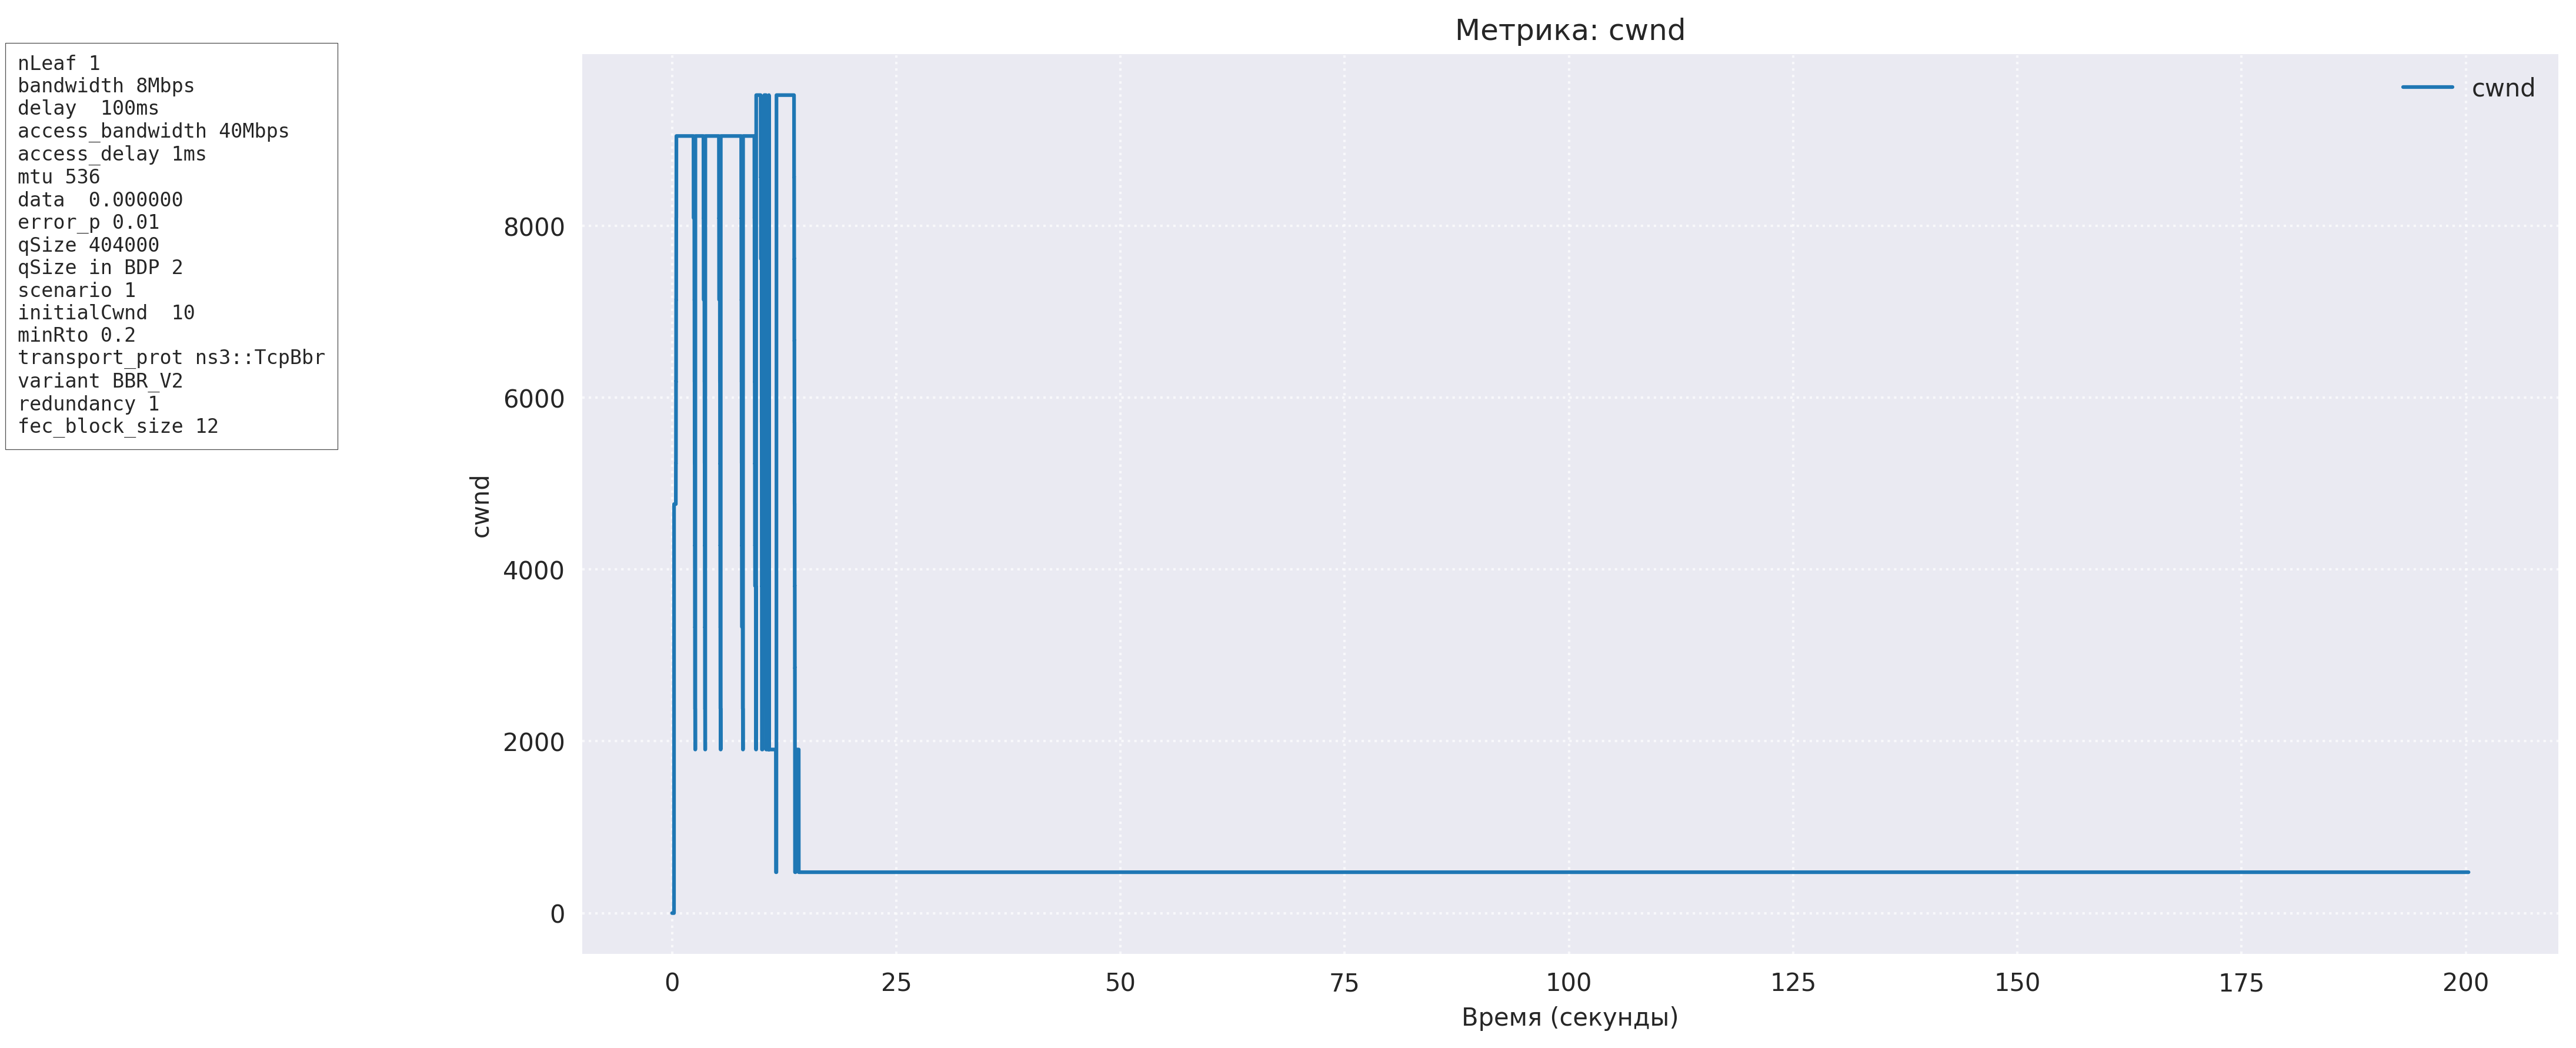 Метрика: cwnd
nLeaf 1
bandwidth 8Mbps
delay  100ms
access_bandwidth 40Mbps
access_delay 1ms
mtu 536
data  0.000000
error_p 0.01
qSize 404000
qSize in BDP 2
scenario 1
initialCwnd  10
minRto 0.2
transport_prot ns3::TcpBbr
variant BBR_V2
redundancy 1
fec_block_size 12
cwnd
cwnd
8000
6000
4000
2000
0
0 25 50 75 100 125 150 175 200
Время (секунды)